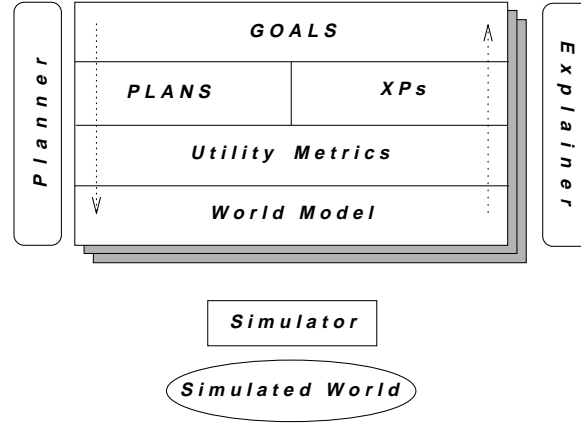 Planner
GOALS
PLANS
XPs
Utility Metrics
World Model
Explainer
Simulator
Simulated World